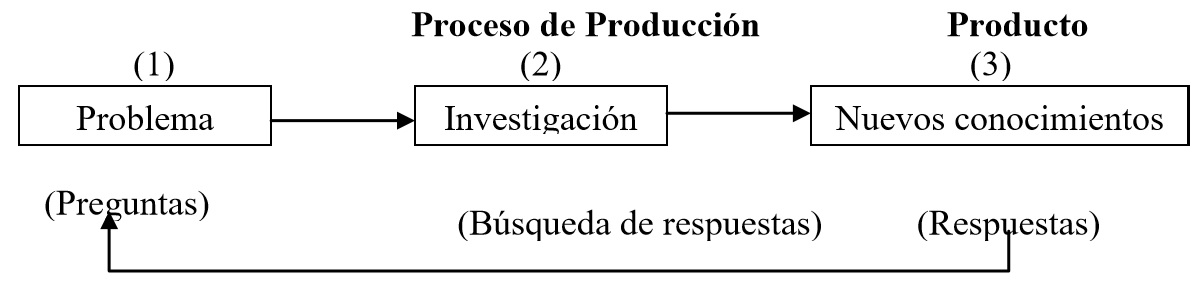 Proceso de Producción Producto
(1) (2) (3)
Problema Investigación Nuevos conocimientos
(Preguntas)
(Búsqueda de respuestas) (Respuestas)